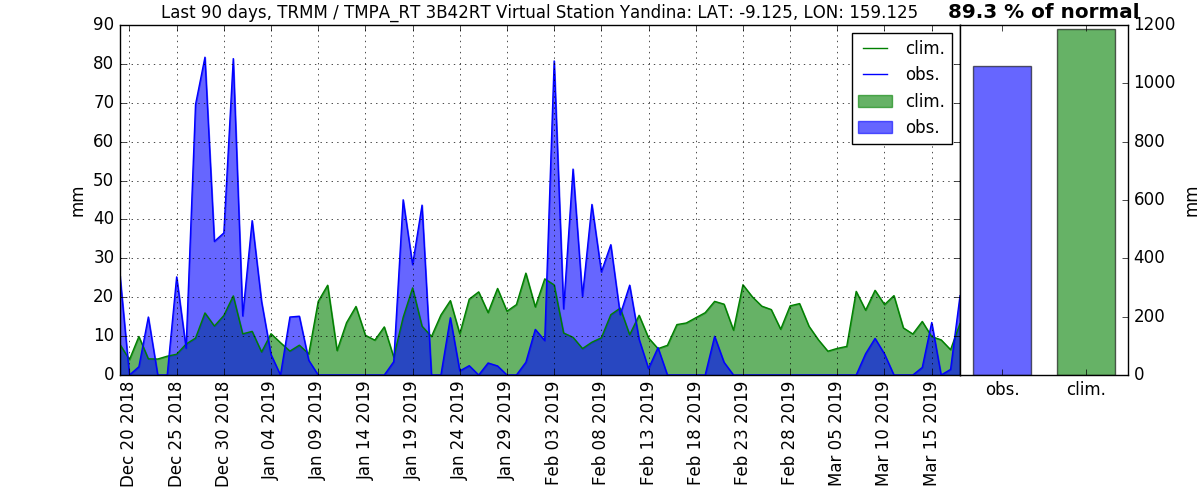 Last 90 days, TRMM / TMPA_RT 3B42RT Virtual Station Yandina: LAT: -9.125, LON: 159.125
89.3 % of normal
90
80
70
60
50
40
30
20
10
0
mm
clim.
obs.
clim.
obs.
1200
1000
800
600
400
200
0
mm
Dec 20 2018
Dec 25 2018
Dec 30 2018
Jan 04 2019
Jan 09 2019
Jan 14 2019
Jan 19 2019
Jan 24 2019
Jan 29 2019
Feb 03 2019
Feb 08 2019
Feb 13 2019
Feb 18 2019
Feb 23 2019
Feb 28 2019
Mar 05 2019
Mar 10 2019
Mar 15 2019
obs.
clim.